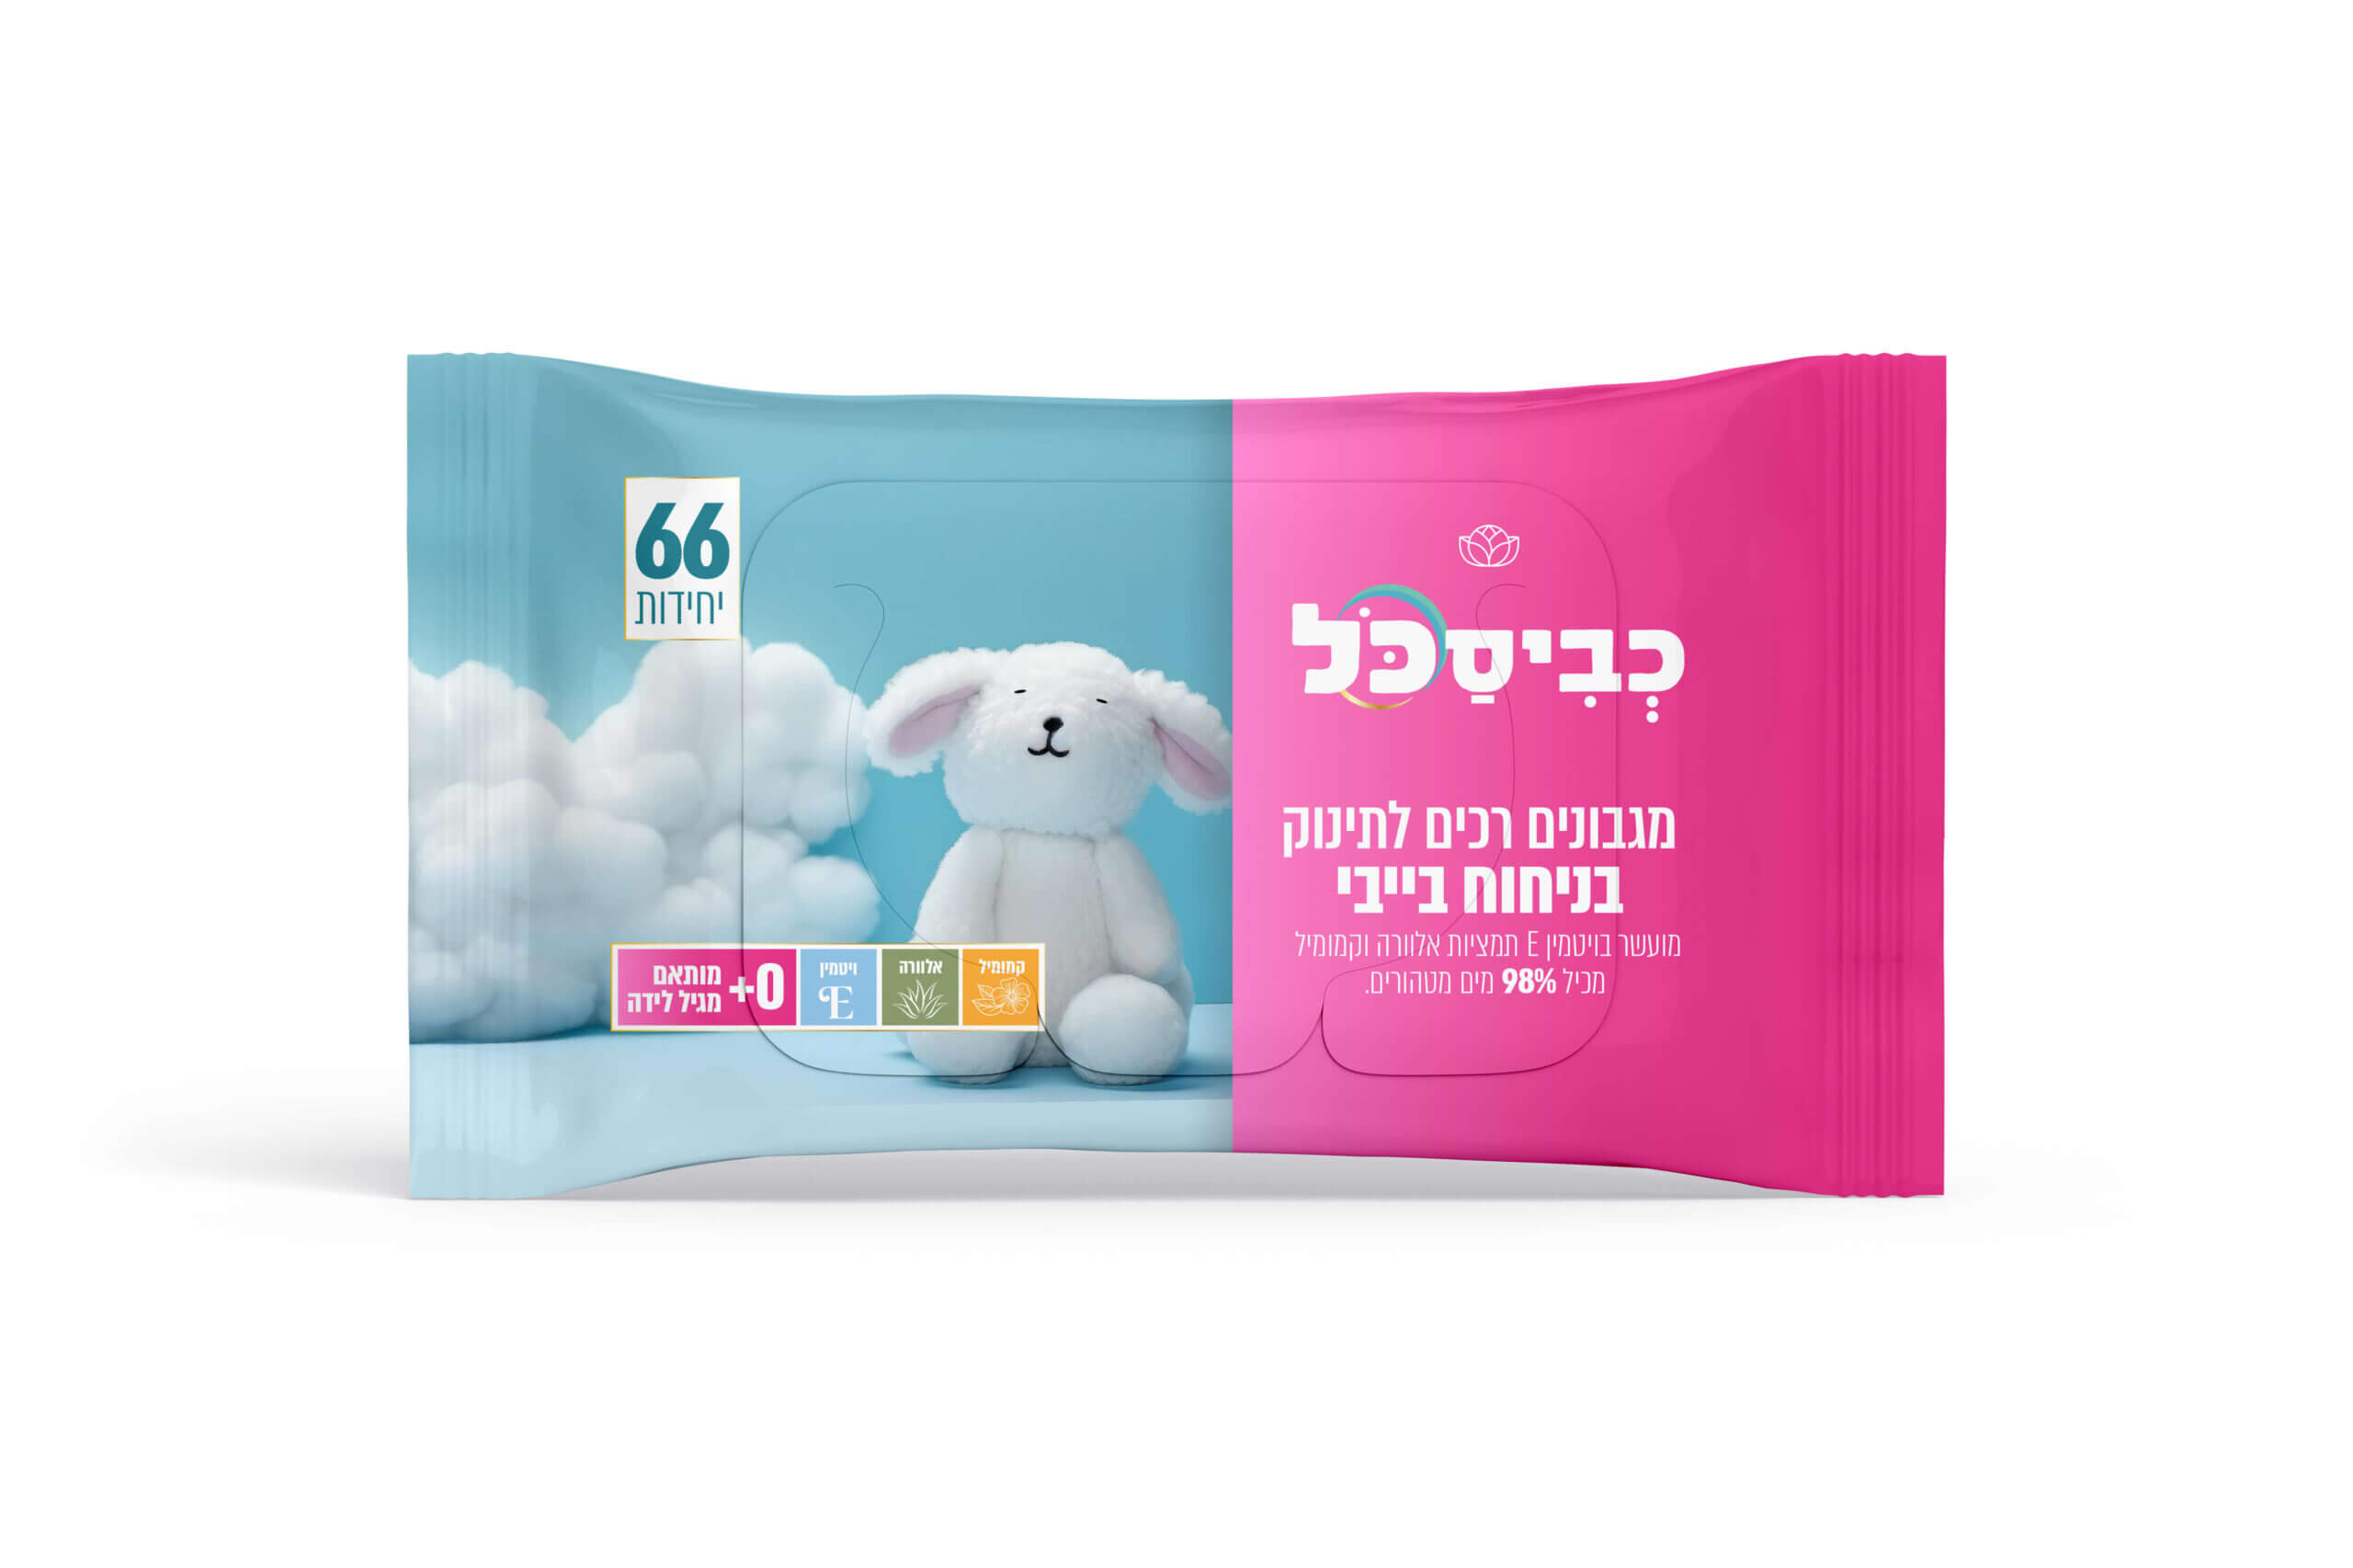 כְּבִיסַכֹּל
מגבונים רכים לתינוק
בניחוח בייבי
מועשר בויטמין E תמציות אלוורה וקמומיל
מכיל 98% מים מטהורים.
66
יחידות
קמומיל
אלוורה
ויטמין
E
0+
מותאם
מגיל לידה